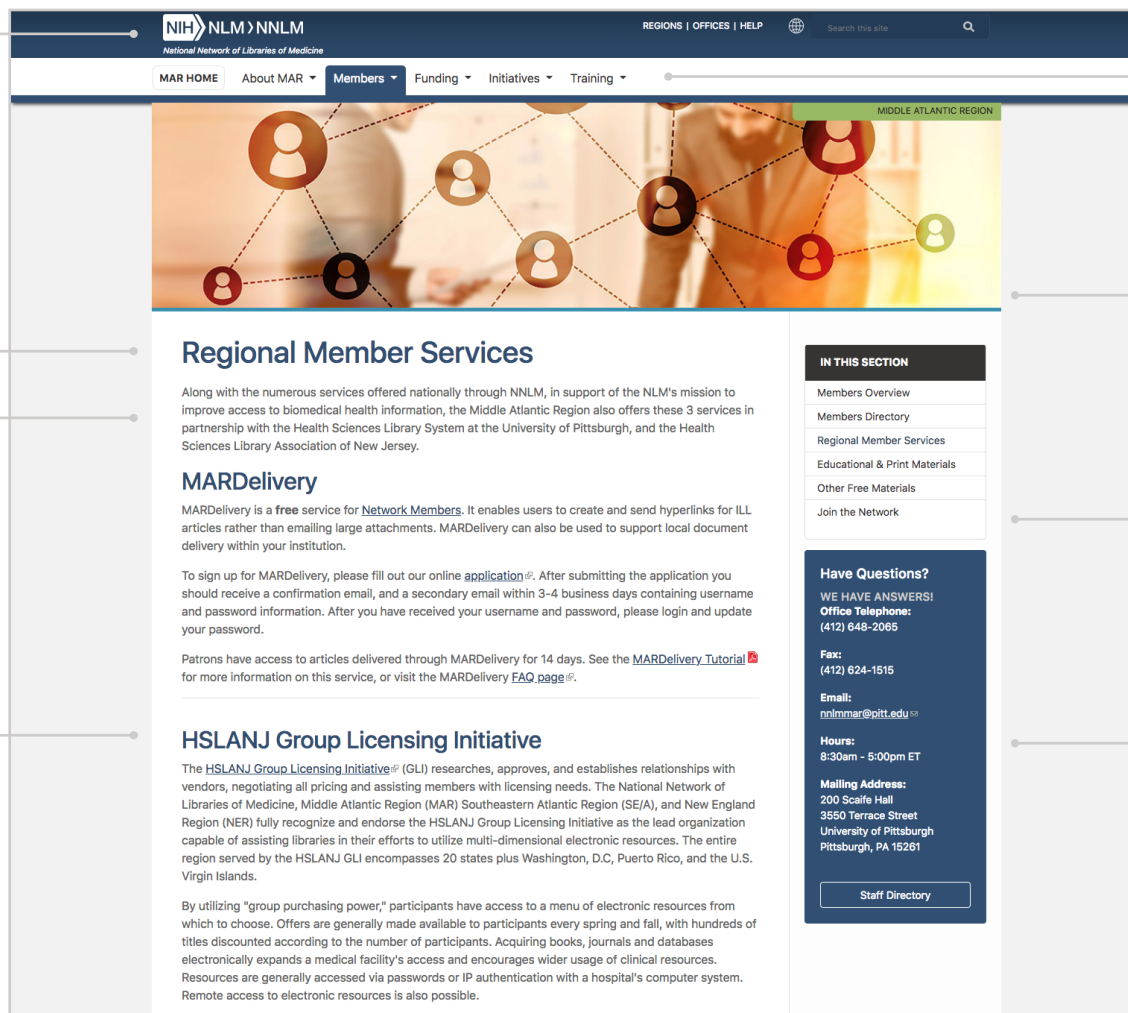 NIH NLM NNLM
National Network of Libraries of Medicine
REGIONS | OFFICES | HELP
Search this site
MAR HOME About MAR Members Funding Initiatives Training
MIDDLE ATLANTIC REGION
Regional Member Services
Along with the numerous services offered nationally through NNLM, in support of the NLM's mission to
improve access to biomedical health information, the Middle Atlantic Region also offers these 3 services in
partnership with the Health Sciences Library System at the University of Pittsburgh, and the Health
Sciences Library Association of New Jersey.
MARDelivery
MARDelivery is a free service for Network Members. It enables users to create and send hyperlinks for ILL
articles rather than emailing large attachments. MARDelivery can also be used to support local document
delivery within your institution.
To sign up for MARDelivery, please fill out our online application. After submitting the application you
should receive a confirmation email, and a secondary email within 3-4 business days containing username
and password information. After you have received your username and password, please login and update
your password.
Patrons have access to articles delivered through MARDelivery for 14 days. See the MARDelivery Tutorial
for more information on this service, or visit the MARDelivery FAQ page.
HSLANJ Group Licensing Initiative
The HSLANJ Group Licensing Initiative (GLI) researches, approves, and establishes relationships with
vendors, negotiating all pricing and assisting members with licensing needs. The National Network of
Libraries of Medicine, Middle Atlantic Region (MAR) Southeastern Atlantic Region (SE/A), and New England
Region (NER) fully recognize and endorse the HSLANJ Group Licensing Initiative as the lead organization
capable of assisting libraries in their efforts to utilize multi-dimensional electronic resources. The entire
region served by the HSLANJ GLI encompasses 20 states plus Washington, D.C, Puerto Rico, and the U.S.
Virgin Islands.
By utilizing "group purchasing power," participants have access to a menu of electronic resources from
which to choose. Offers are generally made available to participants every spring and fall, with hundreds of
titles discounted according to the number of participants. Acquiring books, journals and databases
electronically expands a medical facility's access and encourages wider usage of clinical resources.
Resources are generally accessed via passwords or IP authentication with a hospital's computer system.
Remote access to electronic resources is also possible.
IN THIS SECTION
Members Overview
Members Directory
Regional Member Services
Educational & Print Materials
Other Free Materials
Join the Network
Have Questions?
WE HAVE ANSWERS!
Office Telephone:
(412) 648-2065
Fax:
(412) 624-1515
Email:
nnlmmar@pitt.edu
Hours:
8:30am - 5:00pm ET
Mailing Address:
200 Scaife Hall
3550 Terrace Street
University of Pittsburgh
Pittsburgh, PA 15261
Staff Directory